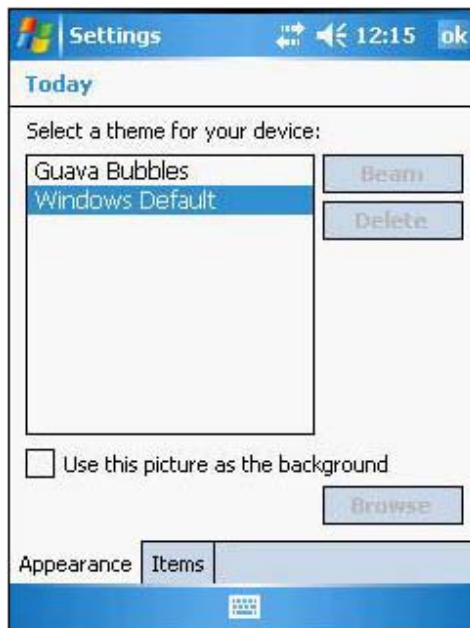 Settings 12:15 ok
Today
Select a theme for your device:
Guava Bubbles Beam
Windows Default
Delete
Use this picture as the background
Browse
Appearance Items